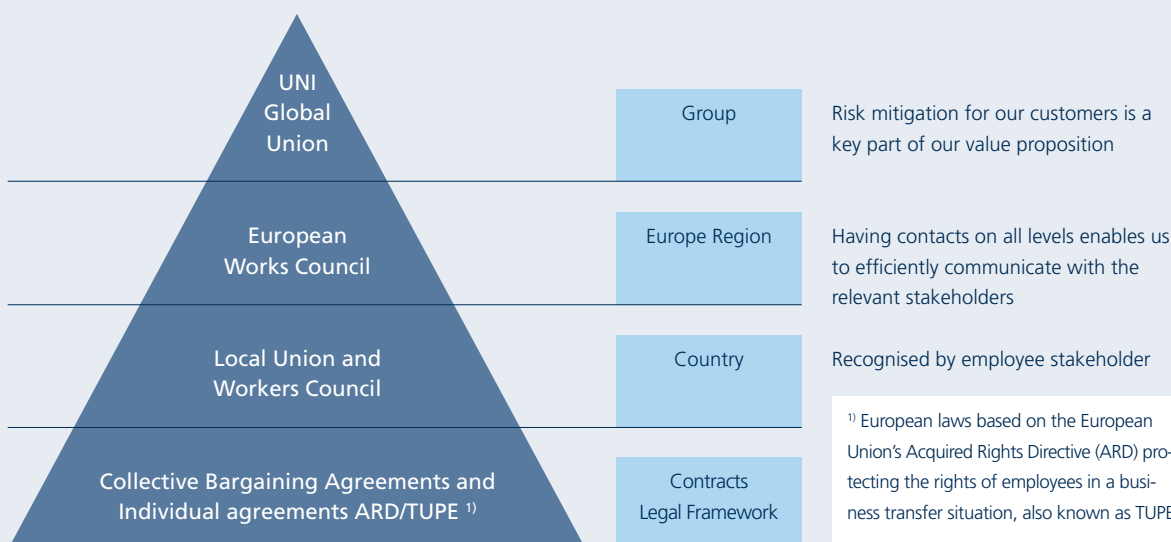 UNI
Global
Union
Group
Risk mitigation for our customers is a
key part of our value proposition
European
Works Council
Europe Region
Having contacts on all levels enables us
to efficiently communicate with the
relevant stakeholders
Local Union and
Workers Council
Country
Recognised by employee stakeholder
Collective Bargaining Agreements and
Individual agreements ARD/TUPE 1)
Contracts
Legal Framework
1) European laws based on the European
Union’s Acquired Rights Directive (ARD) pro-
tecting the rights of employees in a busi-
ness transfer situation, also known as TUPE